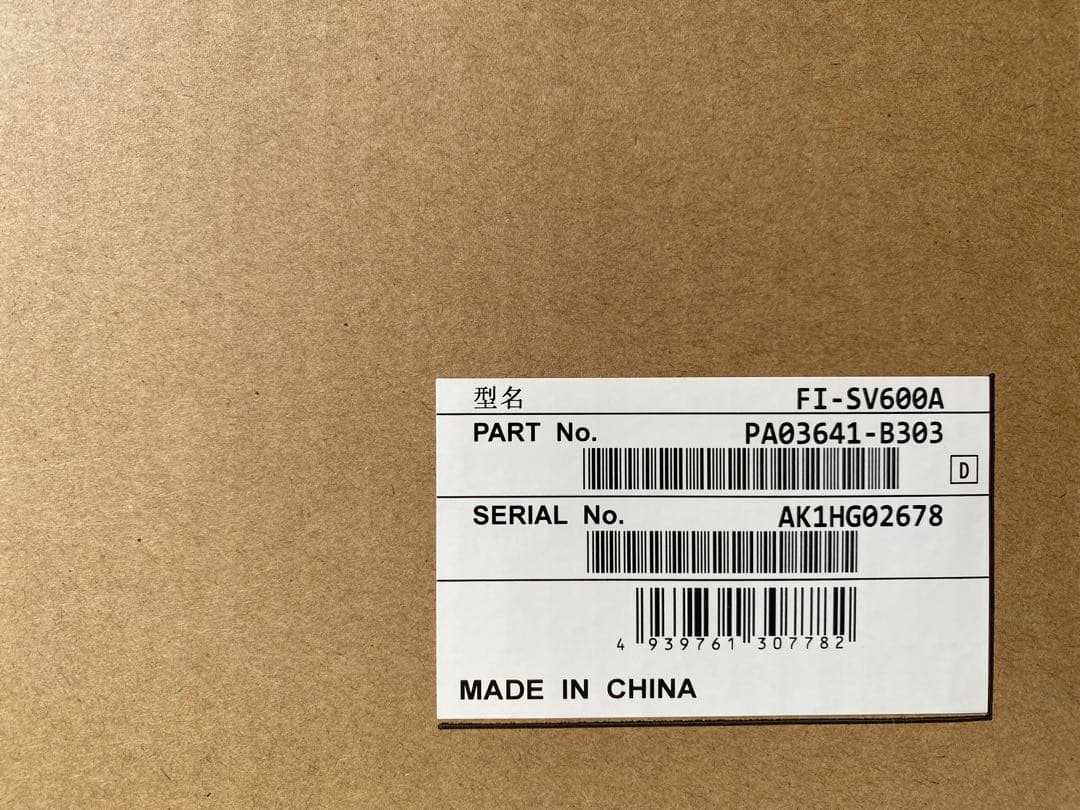 型名 FI-SV600A
PART No. PA03641-B303
D
SERIAL No. AK1HG02678
4 939761 307782
MADE IN CHINA